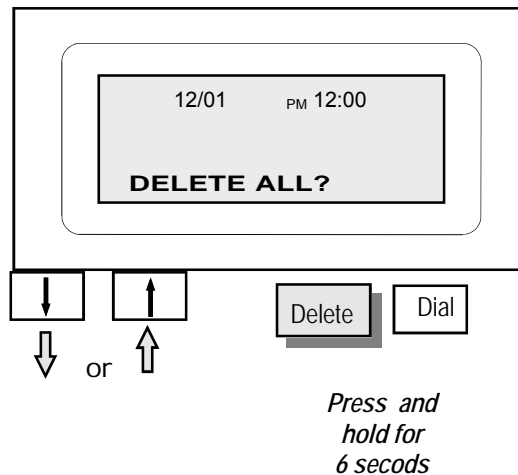 12/01 PM 12:00
DELETE ALL?
Delete Dial
or
Press and
hold for
6 secods